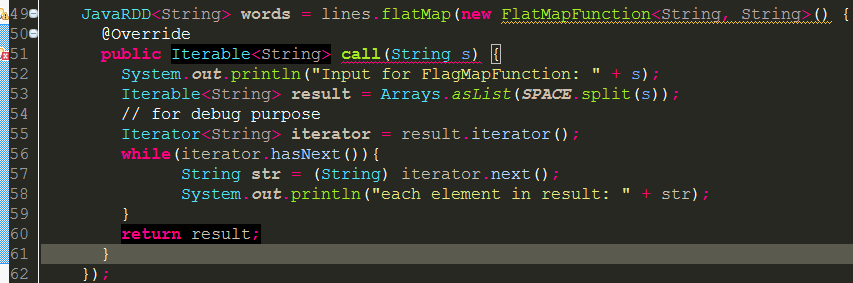 49 JavaRDD<String> words = lines.flatMap(new FlatMapFunction<String, String>() {
50 @Override
51 public Iterable<String> call(String s) {
52 System.out.println("Input for FlagMapFunction: " + s);
53 Iterable<String> result = Arrays.asList(SPACE.split(s));
54 // for debug purpose
55 Iterator<String> iterator = result.iterator();
56 while(iterator.hasNext()){
57 String str = (String) iterator.next();
58 System.out.println("each element in result: " + str);
59 }
60 return result;
61 }
62 });